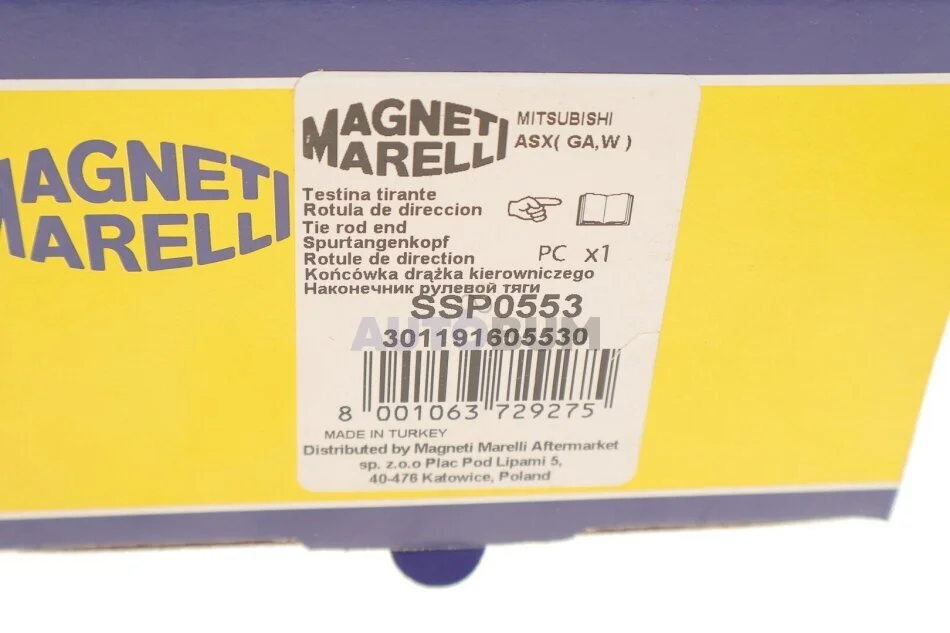 MAGNETI
MARELLI
MAGNETI
MARELLI
MITSUBISHI
ASX( GA,W )
Testina tirante
Rotula de direccion
Tie rod end
Spurtangenkopf
Rotule de direction
Końcówka drążka kierowniczego
Наконечник рулевой тяги
PC x1
SSP0553
AUTODUM
301191605530
8 001063 729275
MADE IN TURKEY
Distributed by Magneti Marelli Aftermarket
sp. z.o.o Plac Pod Lipami 5,
40-476 Katowice, Poland